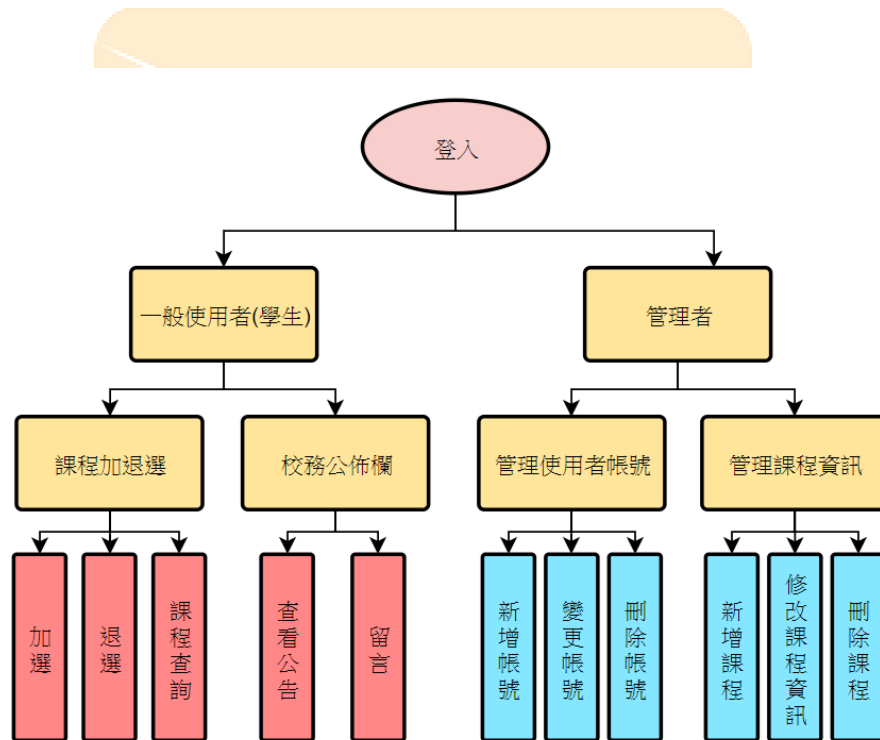 登入
一般使用者(學生)
管理者
課程加退選
校務公佈欄
管理使用者帳號
管理課程資訊
加選
退選
課程查詢
查看公告
留言
新增帳號
變更帳號
刪除帳號
新增課程
修改課程資訊
刪除課程